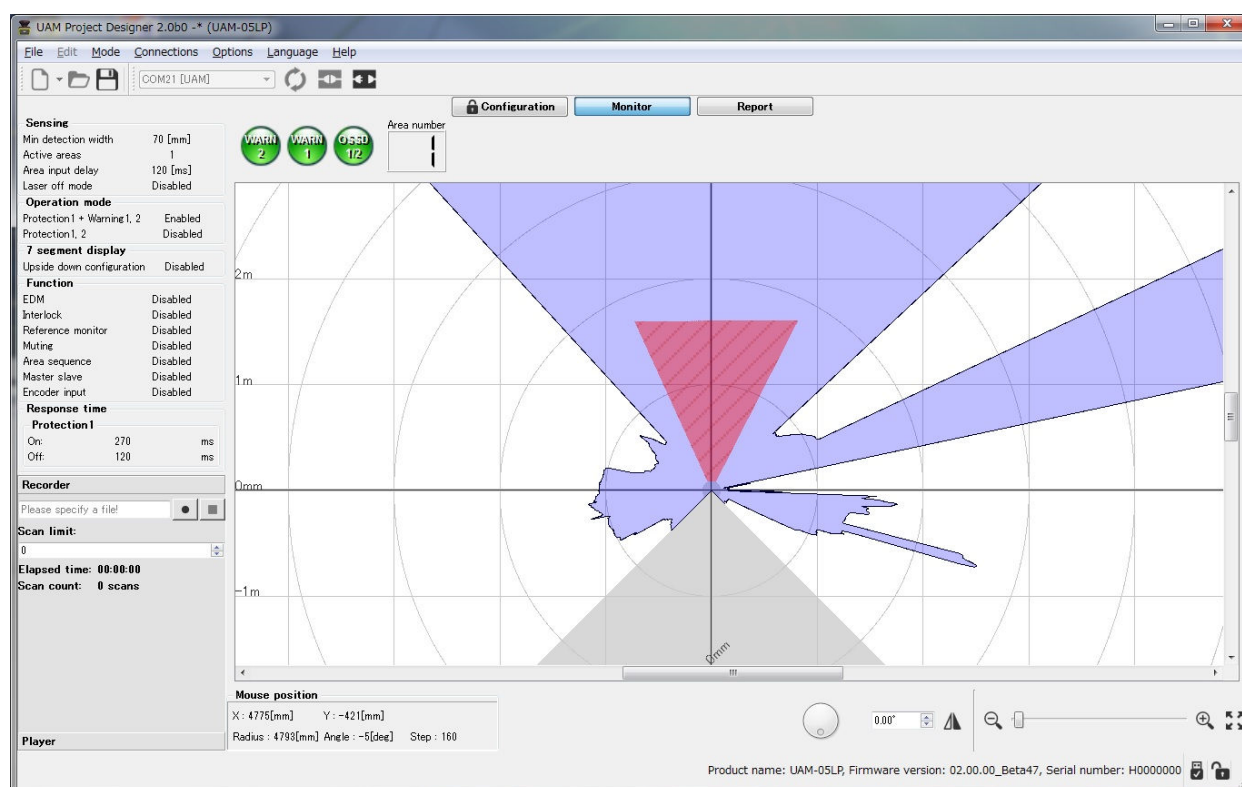 UAM Project Designer 2.0b0 -* (UAM-05LP)
File Edit Mode Connections Options Language Help
COM21 [UAM]
Configuration Monitor Report
Sensing
Min detection width 70 [mm]
Active areas 1
Area input delay 120 [ms]
Laser off mode Disabled
Operation mode
Protection1 + Warning1, 2 Enabled
Protection1, 2 Disabled
7 segment display
Upside down configuration Disabled
Function
EDM Disabled
Interlock Disabled
Reference monitor Disabled
Muting Disabled
Area sequence Disabled
Master slave Disabled
Encoder input Disabled
Response time
Protection1
On: 270 ms
Off: 120 ms
Recorder
Please specify a file!
Scan limit:
0
Elapsed time: 00:00:00
Scan count: 0 scans
Player
WARN 2
WARN 1
OSSD 1/2
Area number
1
2m
1m
0mm
-1m
0mm
Mouse position
X : 4775[mm] Y : -421[mm]
Radius : 4793[mm] Angle : -5[deg] Step : 160
0.00°
Product name: UAM-05LP, Firmware version: 02.00.00_Beta47, Serial number: H0000000